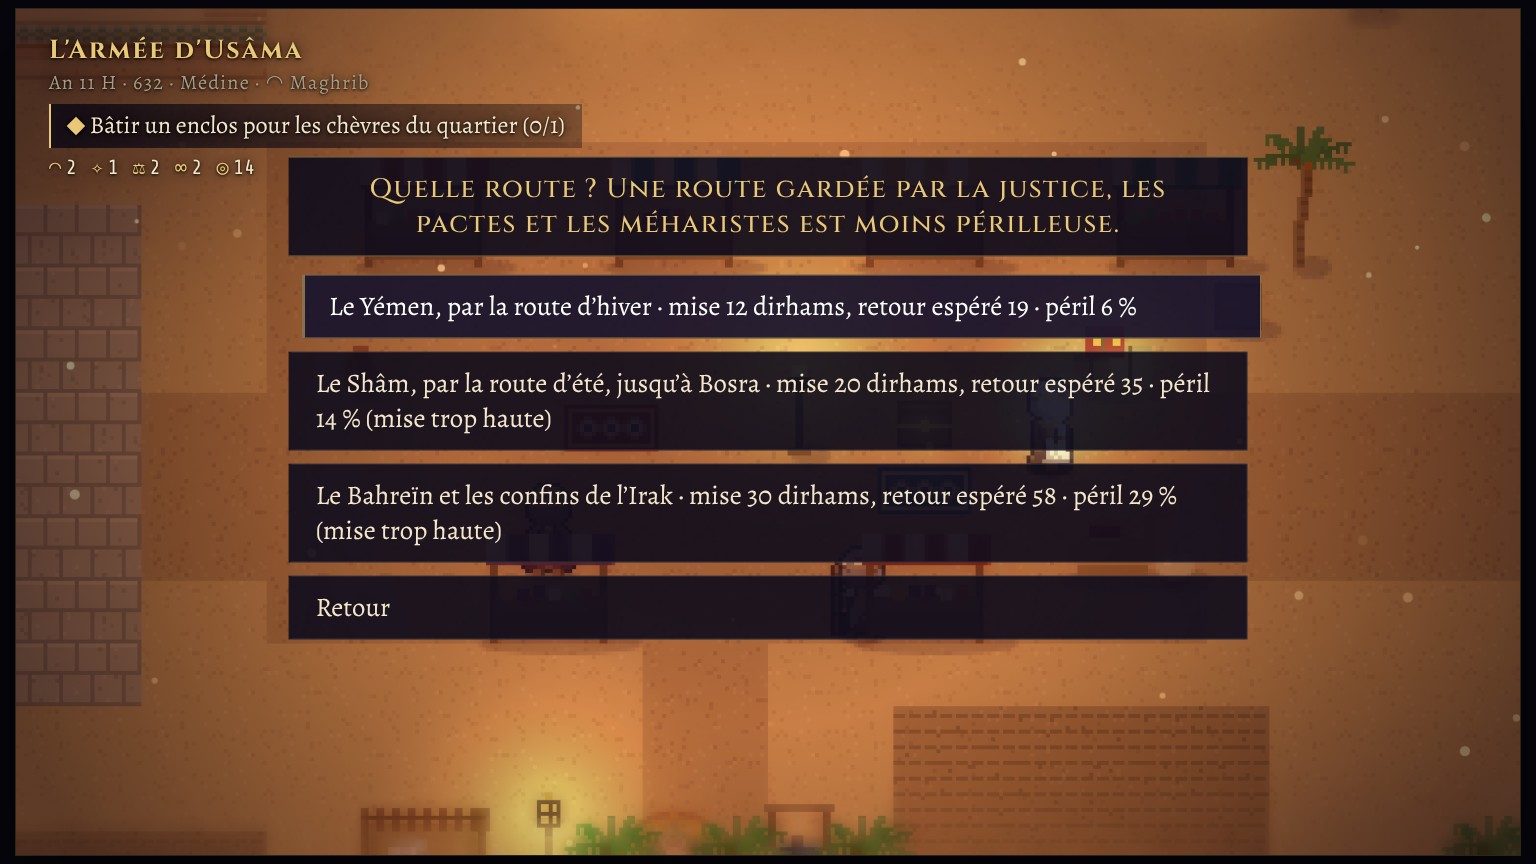 L'Armée d'Usâma
An 11 H · 632 · Médine · ◠ Maghrib
◆ Bâtir un enclos pour les chèvres du quartier (0/1)
◠ 2 ✧ 1 ⚖ 2 ∞ 2 ◎ 14
Quelle route ? Une route gardée par la justice, les
pactes et les méharistes est moins périlleuse.
Le Yémen, par la route d’hiver · mise 12 dirhams, retour espéré 19 · péril 6 %
Le Shâm, par la route d’été, jusqu’à Bosra · mise 20 dirhams, retour espéré 35 · péril
14 % (mise trop haute)
Le Bahreïn et les confins de l’Irak · mise 30 dirhams, retour espéré 58 · péril 29 %
(mise trop haute)
Retour